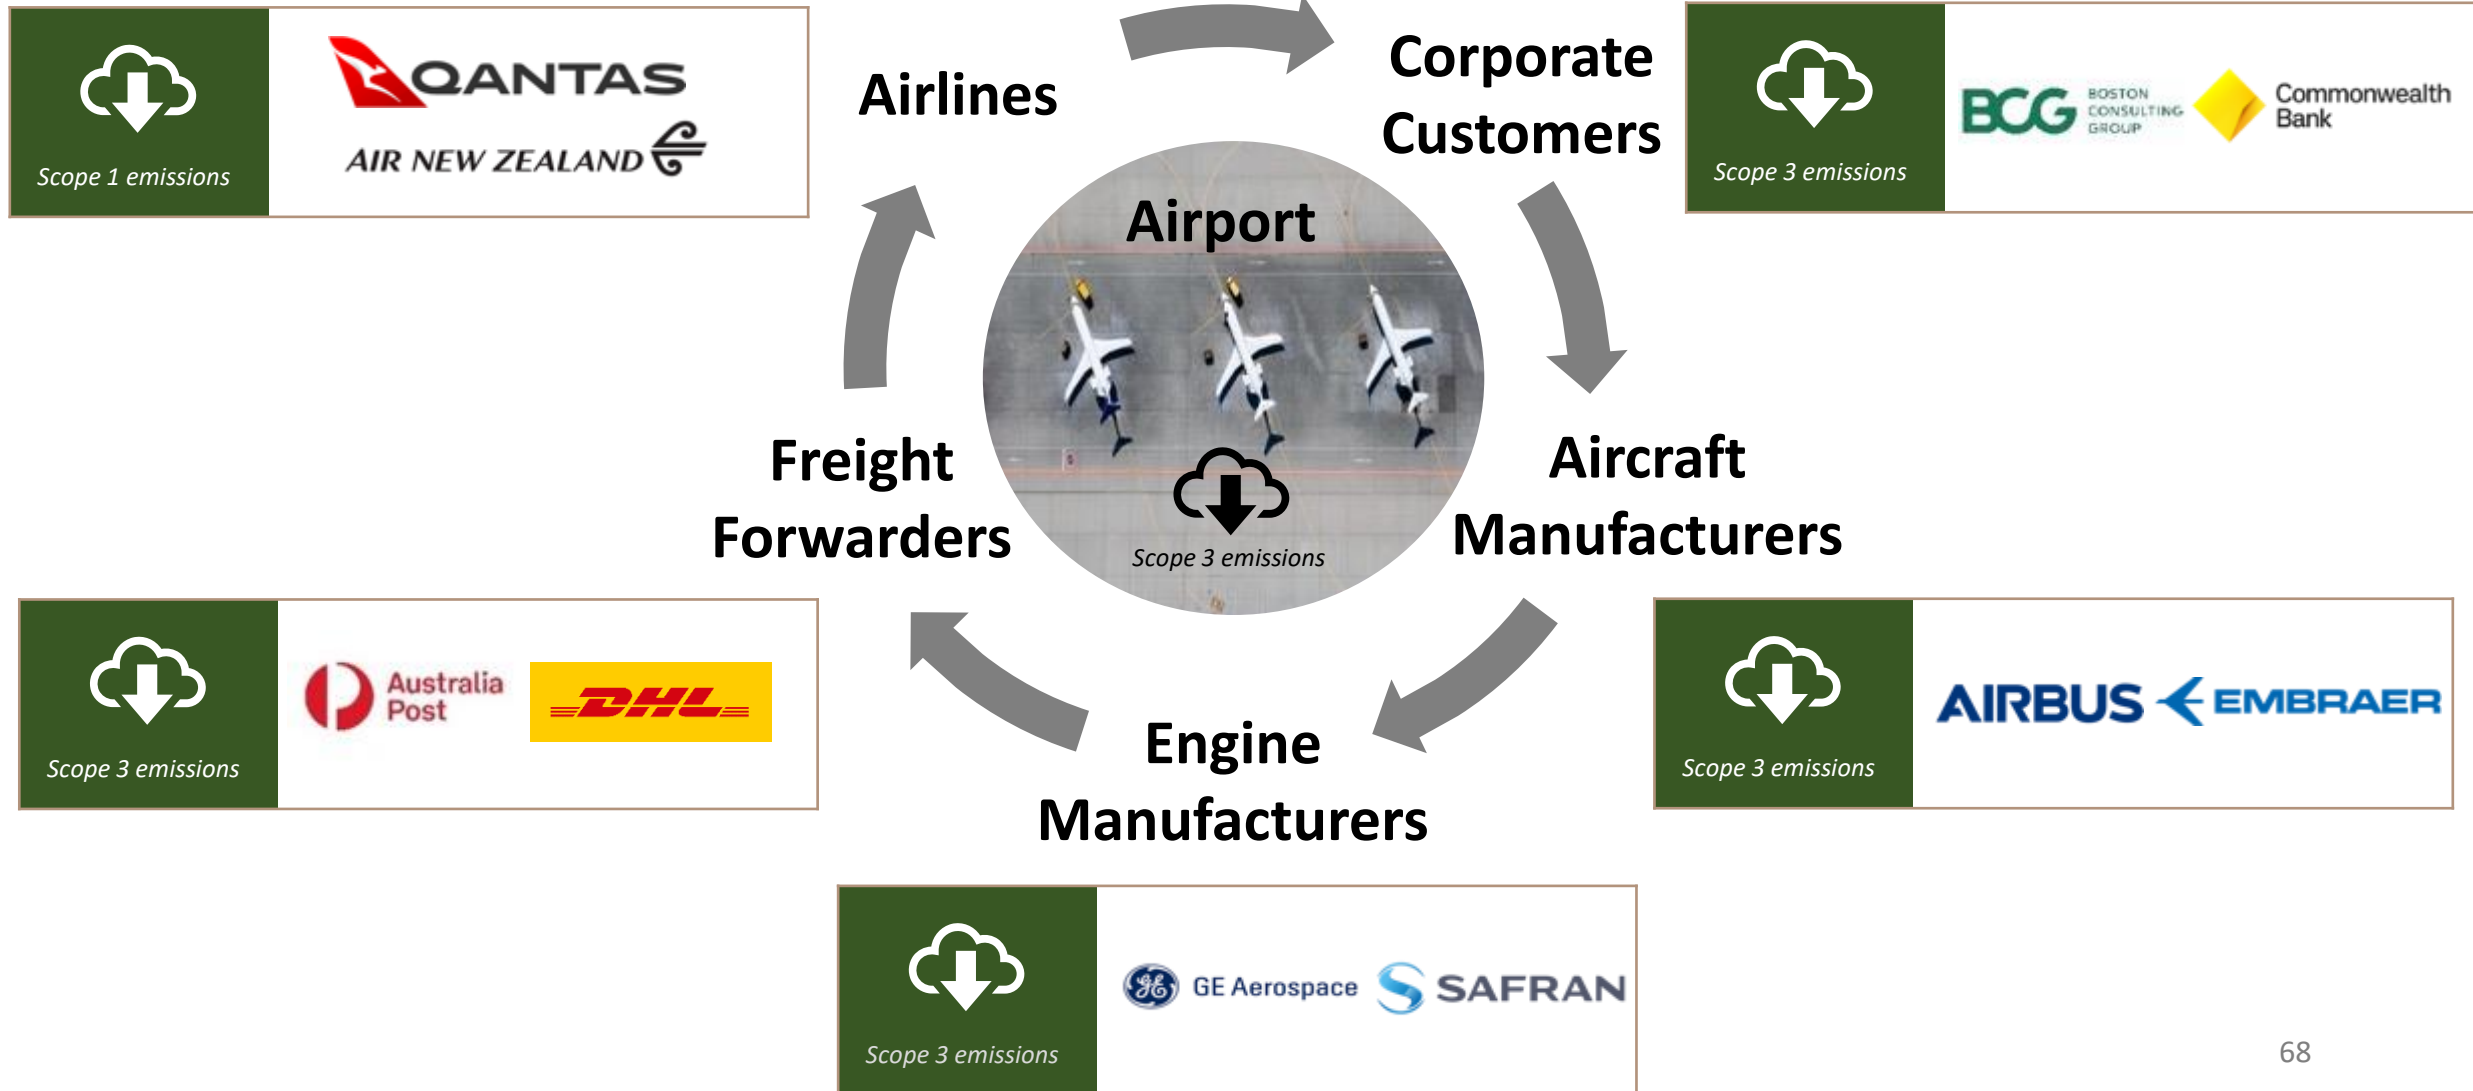 QANTAS
AIR NEW ZEALAND
Scope 1 emissions
Airlines
Corporate
Customers
Scope 3 emissions
BCG
BOSTON
CONSULTING
GROUP
Commonwealth
Bank
Airport
Scope 3 emissions
Freight
Forwarders
Aircraft
Manufacturers
Scope 3 emissions
Australia
Post
DHL
Engine
Manufacturers
Scope 3 emissions
AIRBUS
EMBRAER
Scope 3 emissions
GE
GE Aerospace
SAFRAN
68